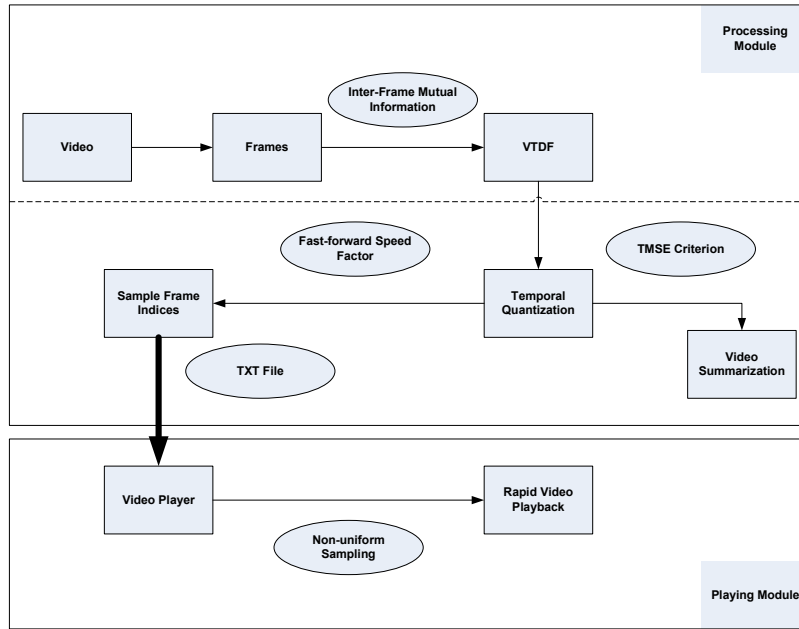 Processing
Module
Inter-Frame Mutual
Information
Video
Frames
VTDF
Fast-forward Speed
Factor
TMSE Criterion
Sample Frame
Indices
Temporal
Quantization
TXT File
Video
Summarization
Video Player
Rapid Video
Playback
Non-uniform
Sampling
Playing Module